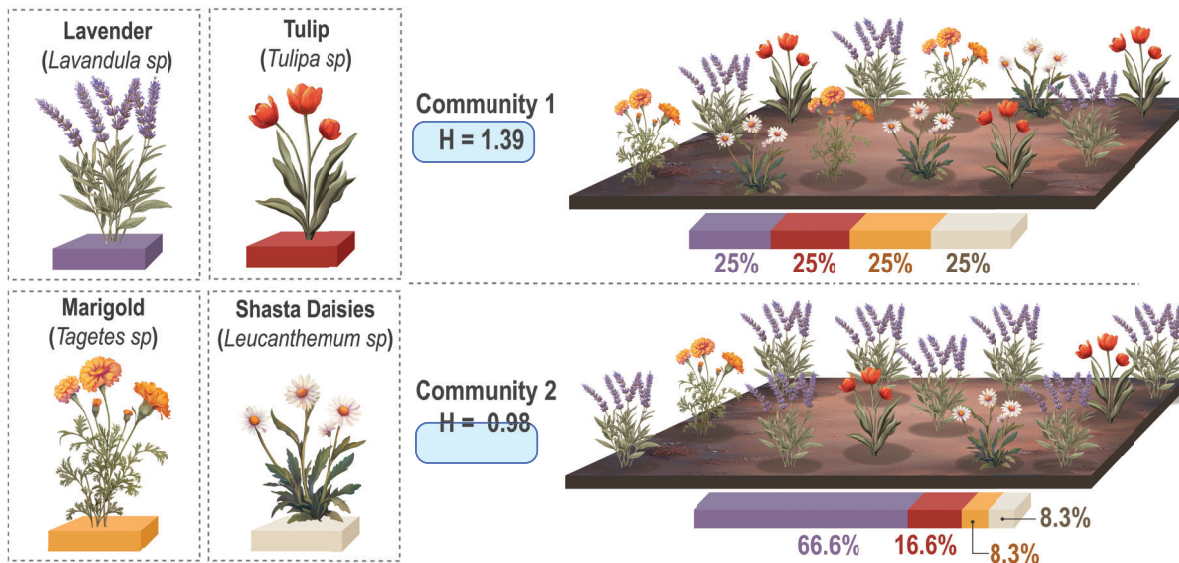 Lavender
(Lavandula sp)
Tulip
(Tulipa sp)
Marigold
(Tagetes sp)
Shasta Daisies
(Leucanthemum sp)
Community 1
H = 1.39
25%
25%
25%
25%
Community 2
H = 0.98
66.6%
16.6%
8.3%
8.3%